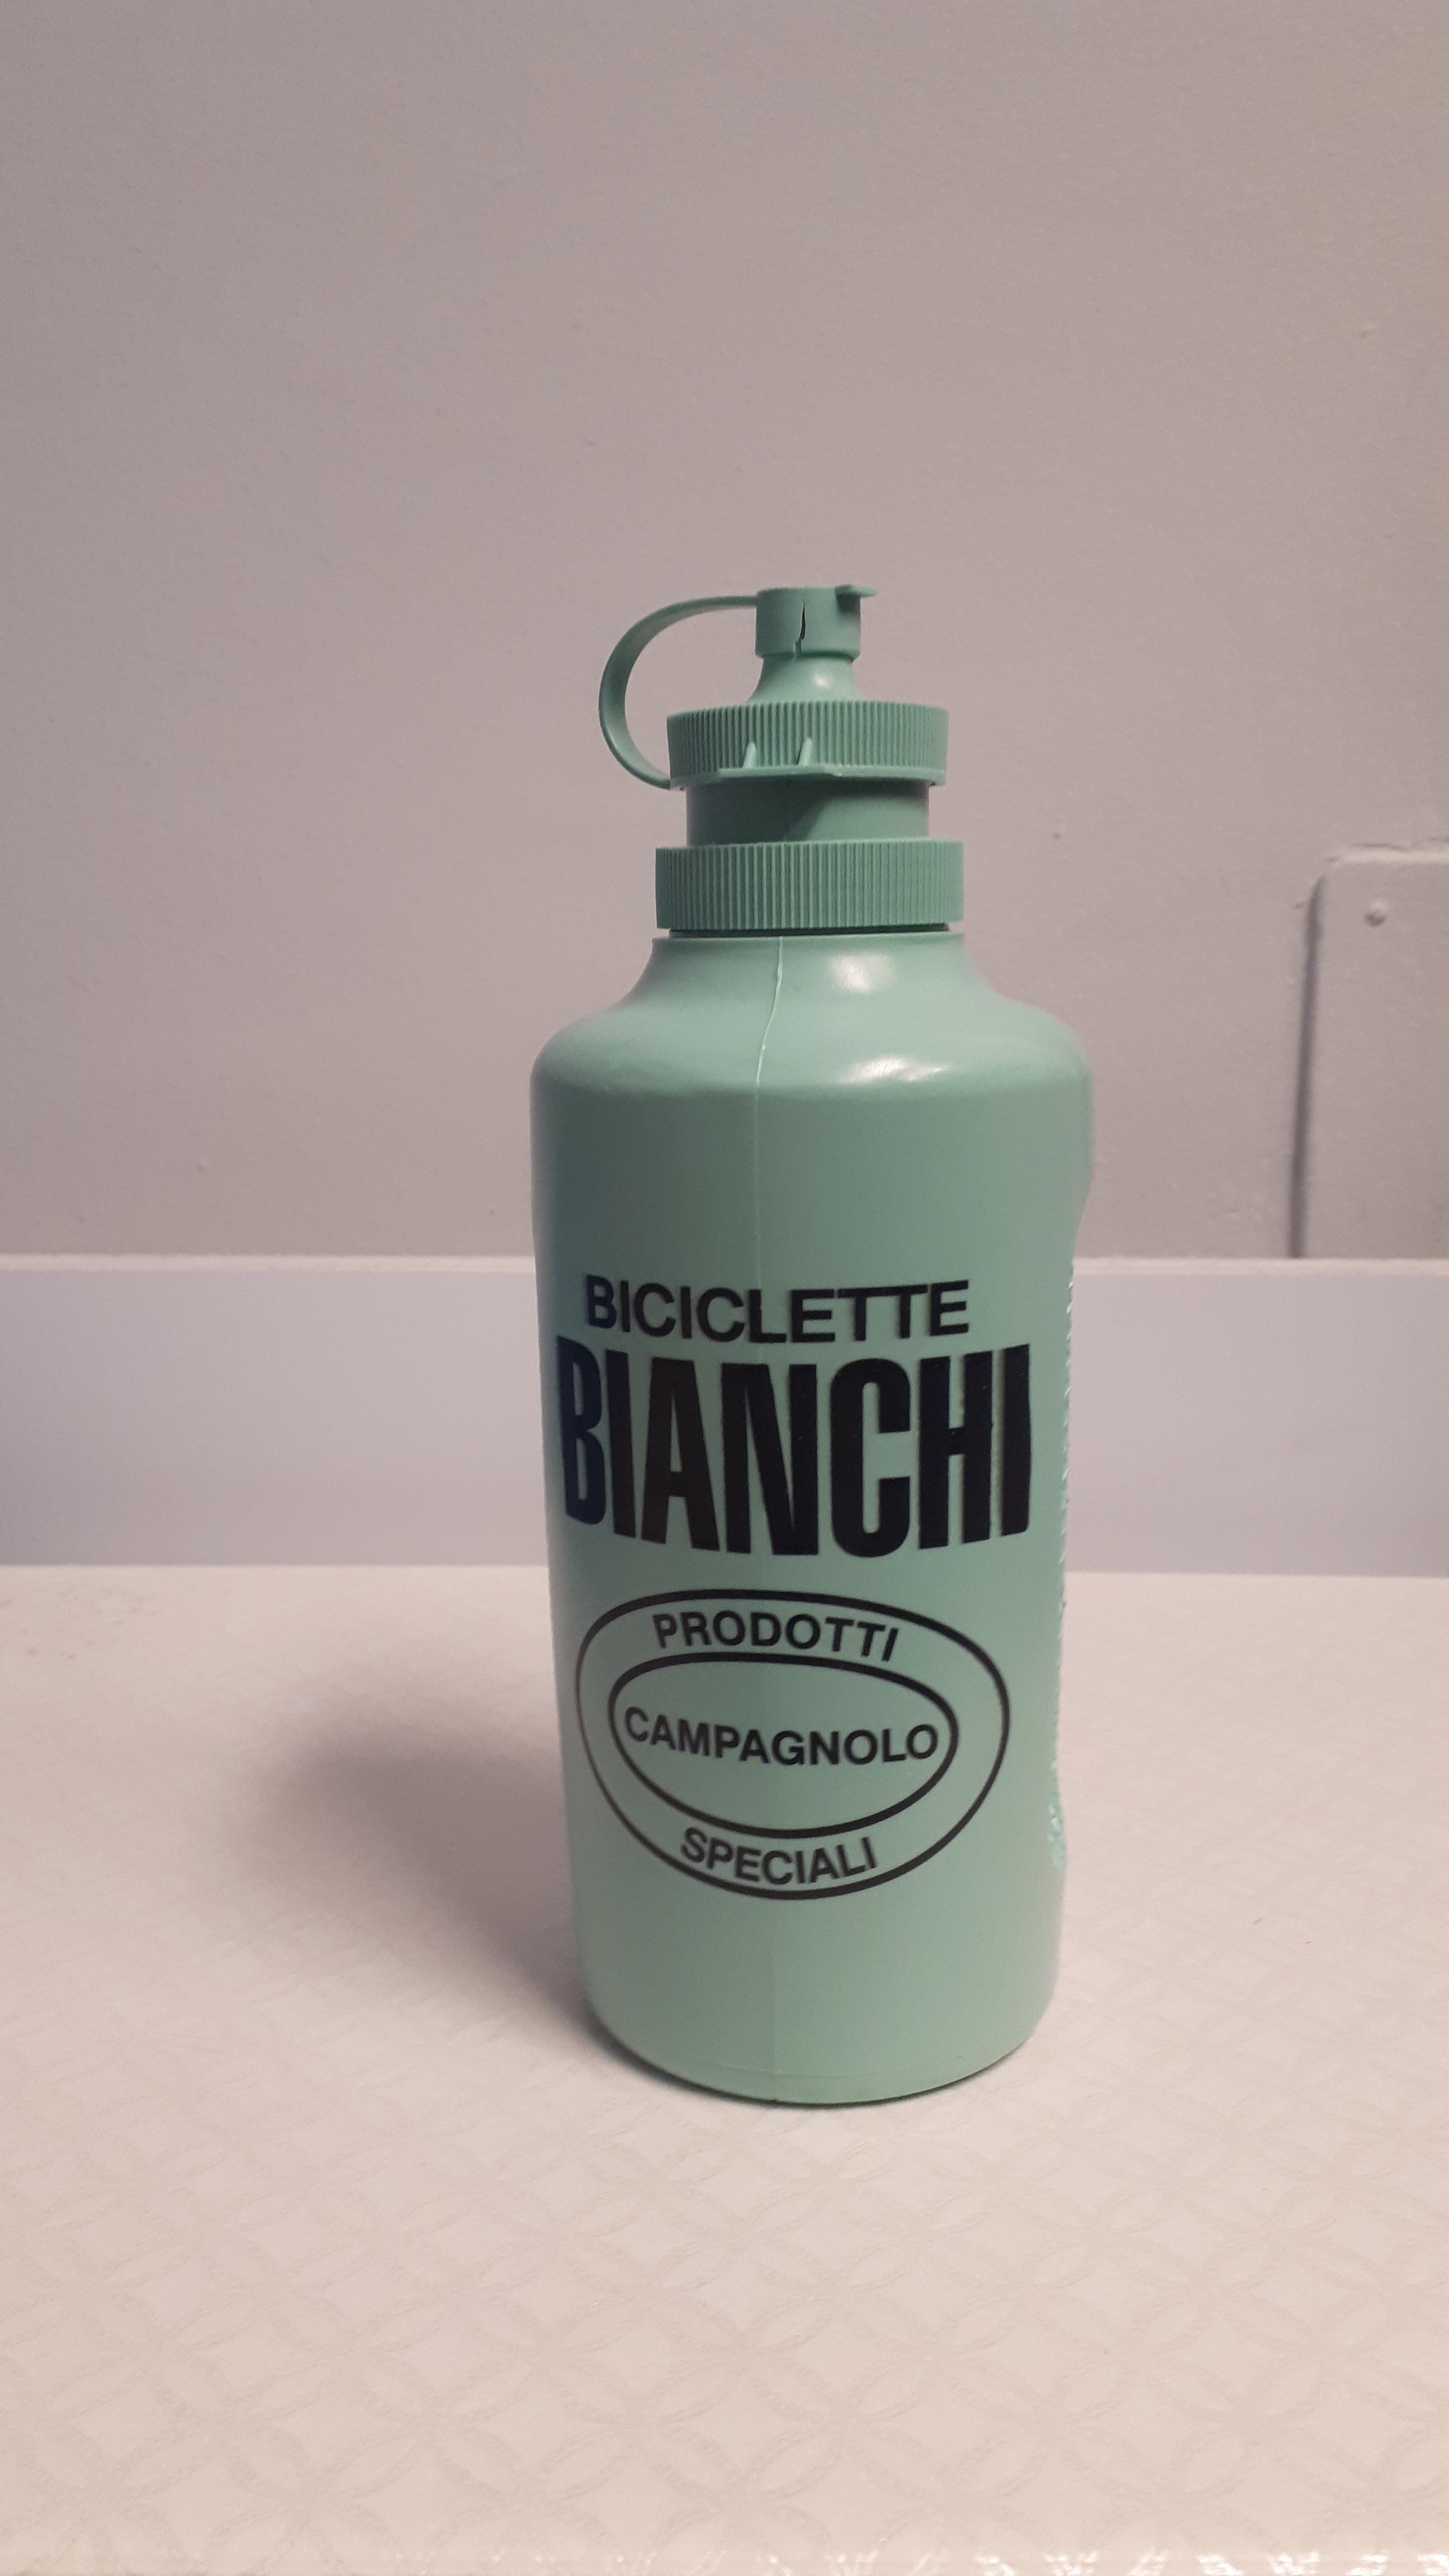 BICICLETTE
BIANCHI
PRODOTTI
CAMPAGNOLO
SPECIALI